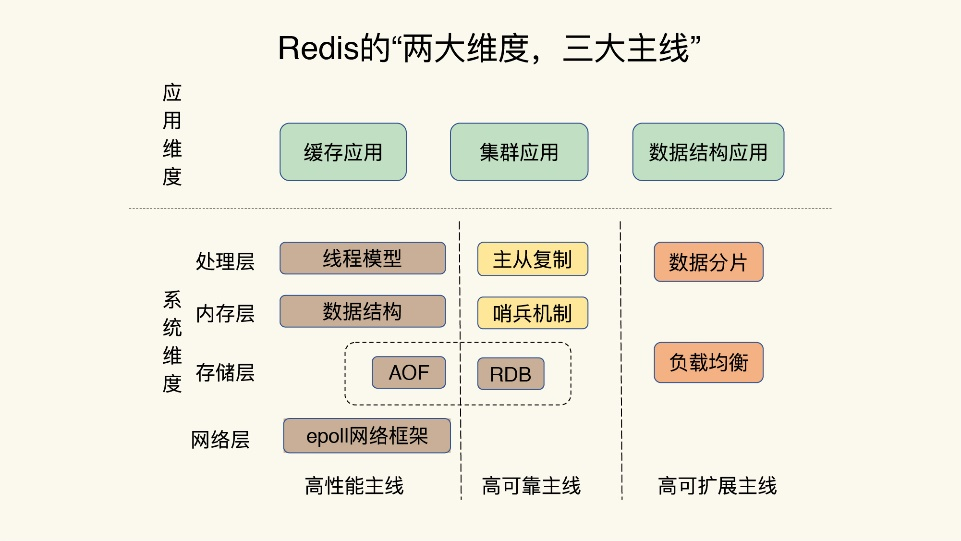 Redis的“两大维度，三大主线”
应用维度
缓存应用
集群应用
数据结构应用
系统维度
处理层
线程模型
主从复制
数据分片
内存层
数据结构
哨兵机制
存储层
AOF
RDB
负载均衡
网络层
epoll网络框架
高性能主线
高可靠主线
高可扩展主线